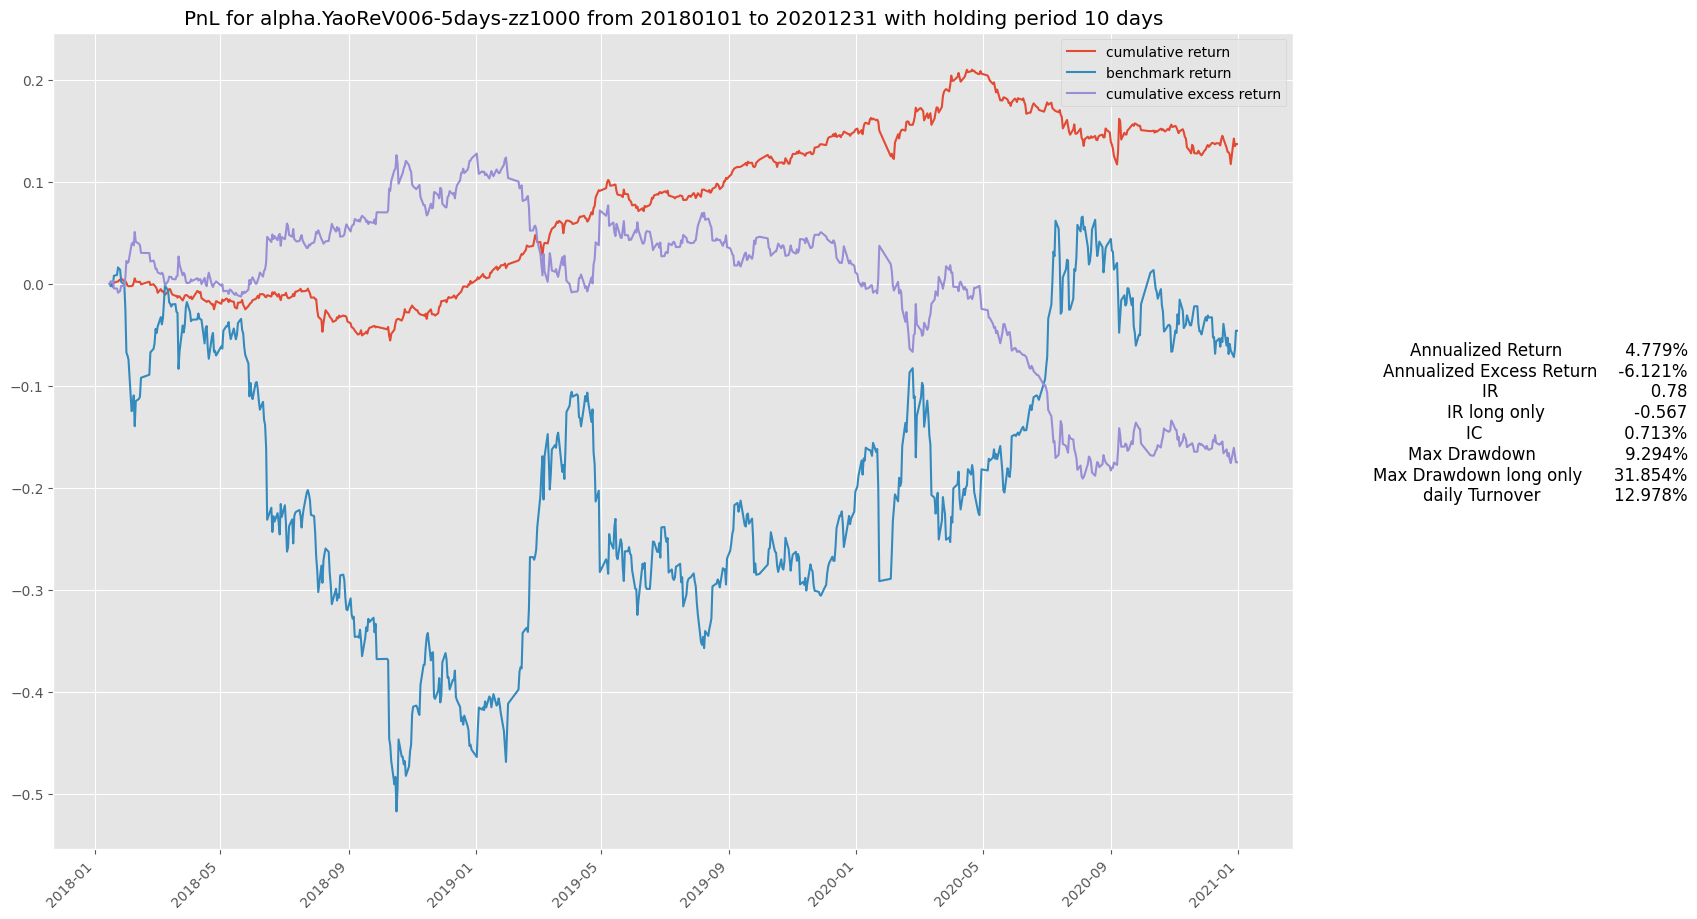 PnL for alpha.YaoReV006-5days-zz1000 from 20180101 to 20201231 with holding period 10 days
cumulative return
benchmark return
cumulative excess return
0.2
0.1
0.0
−0.1
−0.2
−0.3
−0.4
−0.5
2018-01
2018-05
2018-09
2019-01
2019-05
2019-09
2020-01
2020-05
2020-09
2021-01
Annualized Return 4.779%
Annualized Excess Return -6.121%
IR 0.78
IR long only -0.567
IC 0.713%
Max Drawdown 9.294%
Max Drawdown long only 31.854%
daily Turnover 12.978%